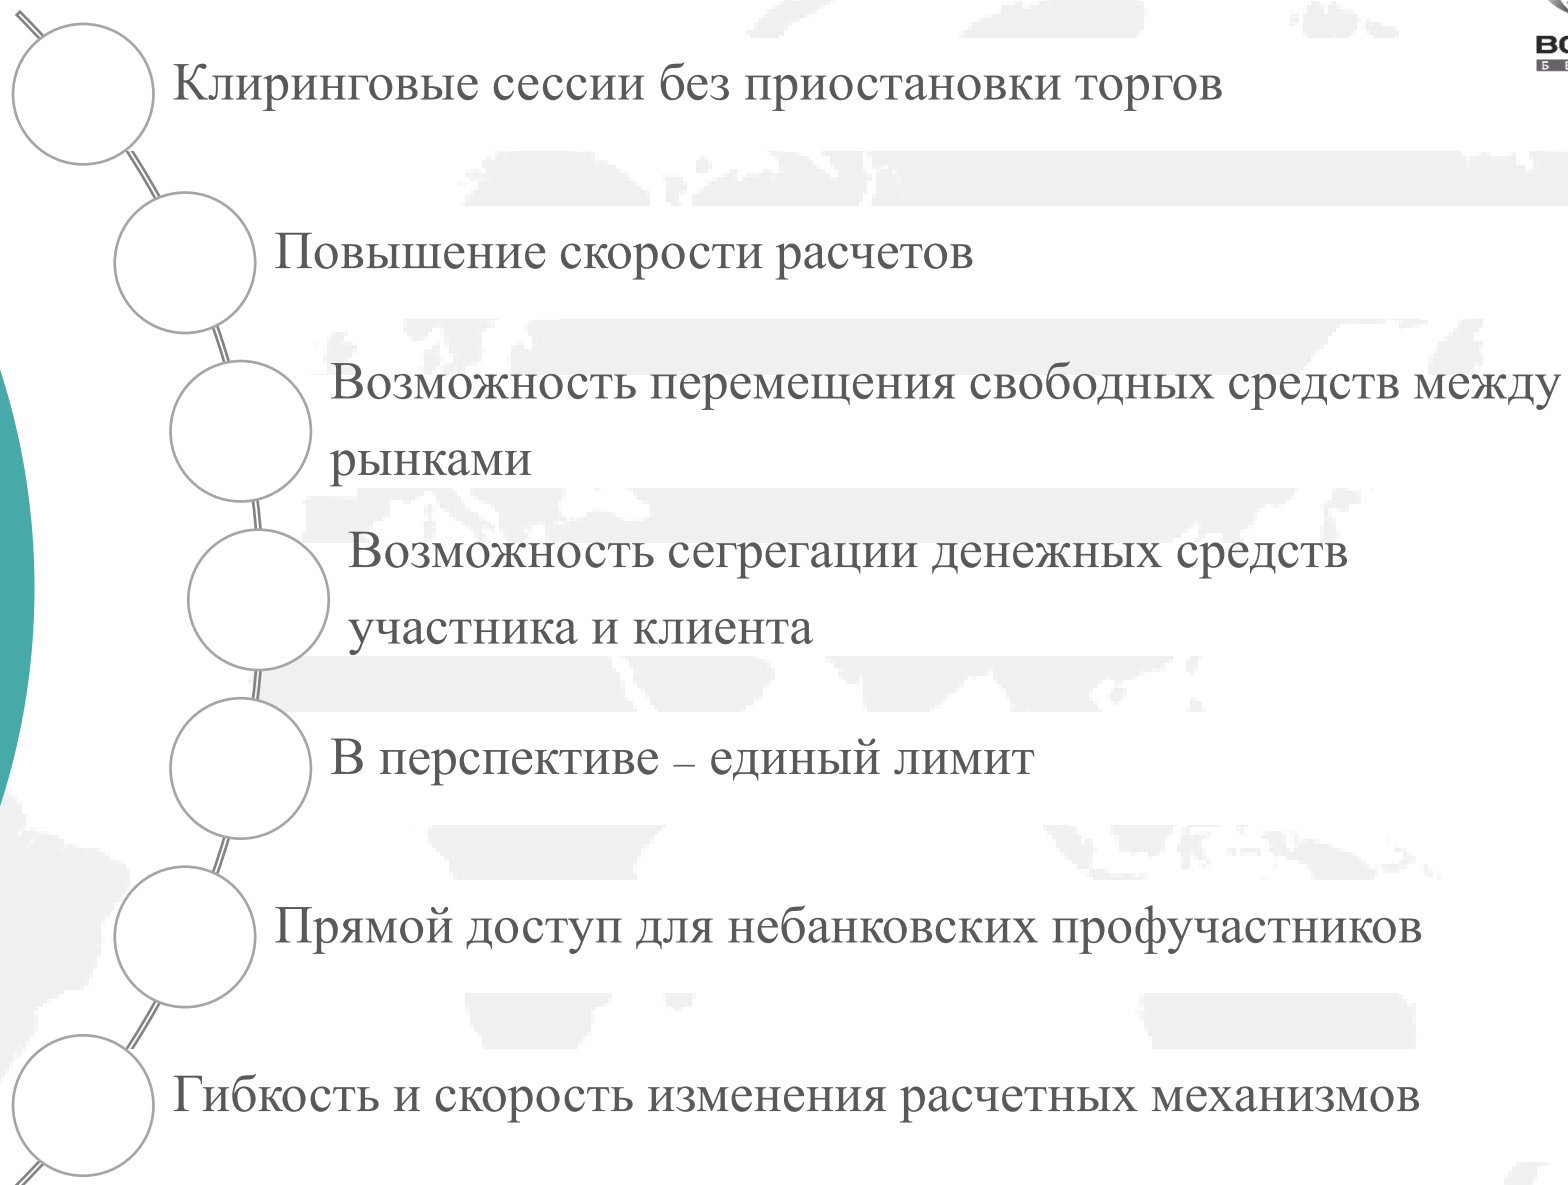 Клиринговые сессии без приостановки торгов
Повышение скорости расчетов
Возможность перемещения свободных средств между
рынками
Возможность сегрегации денежных средств
участника и клиента
В перспективе – единый лимит
Прямой доступ для небанковских профучастников
Гибкость и скорость изменения расчетных механизмов